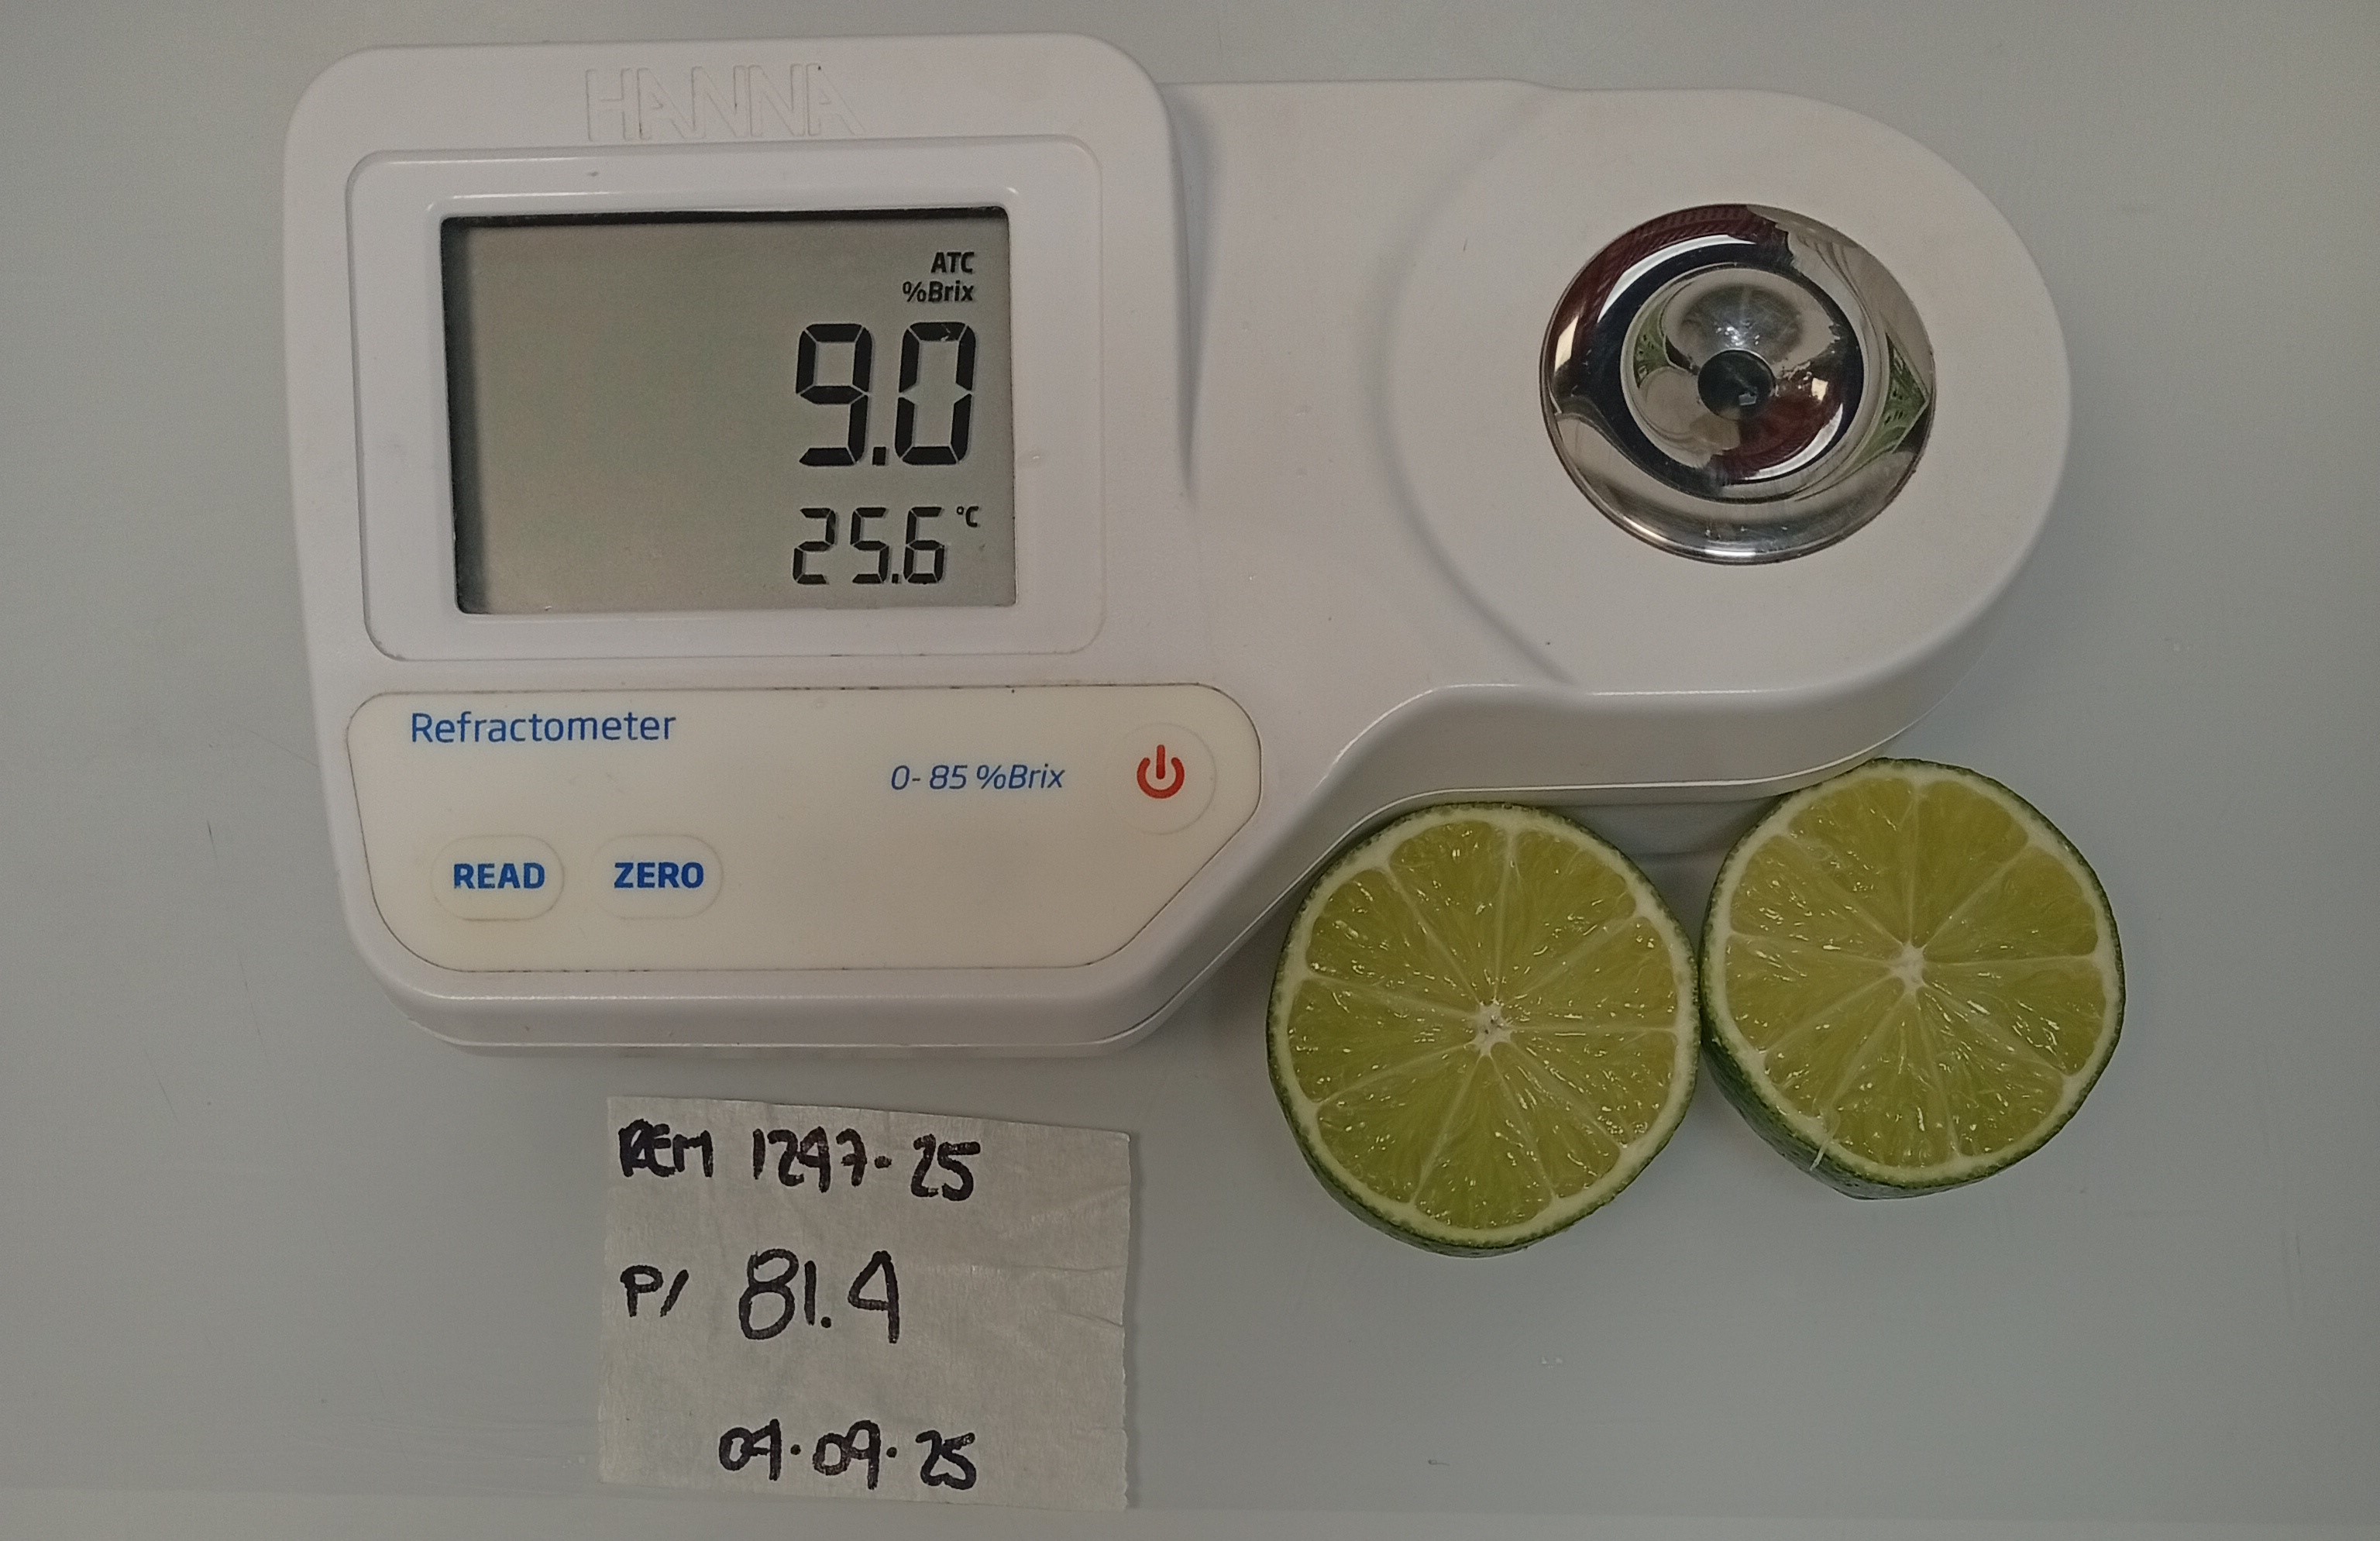 HANNA
ATC
%Brix
9.0
25.6 °C
Refractometer
0-85 %Brix
READ ZERO
REM 1297-25
P/ 81.4
09.09.25